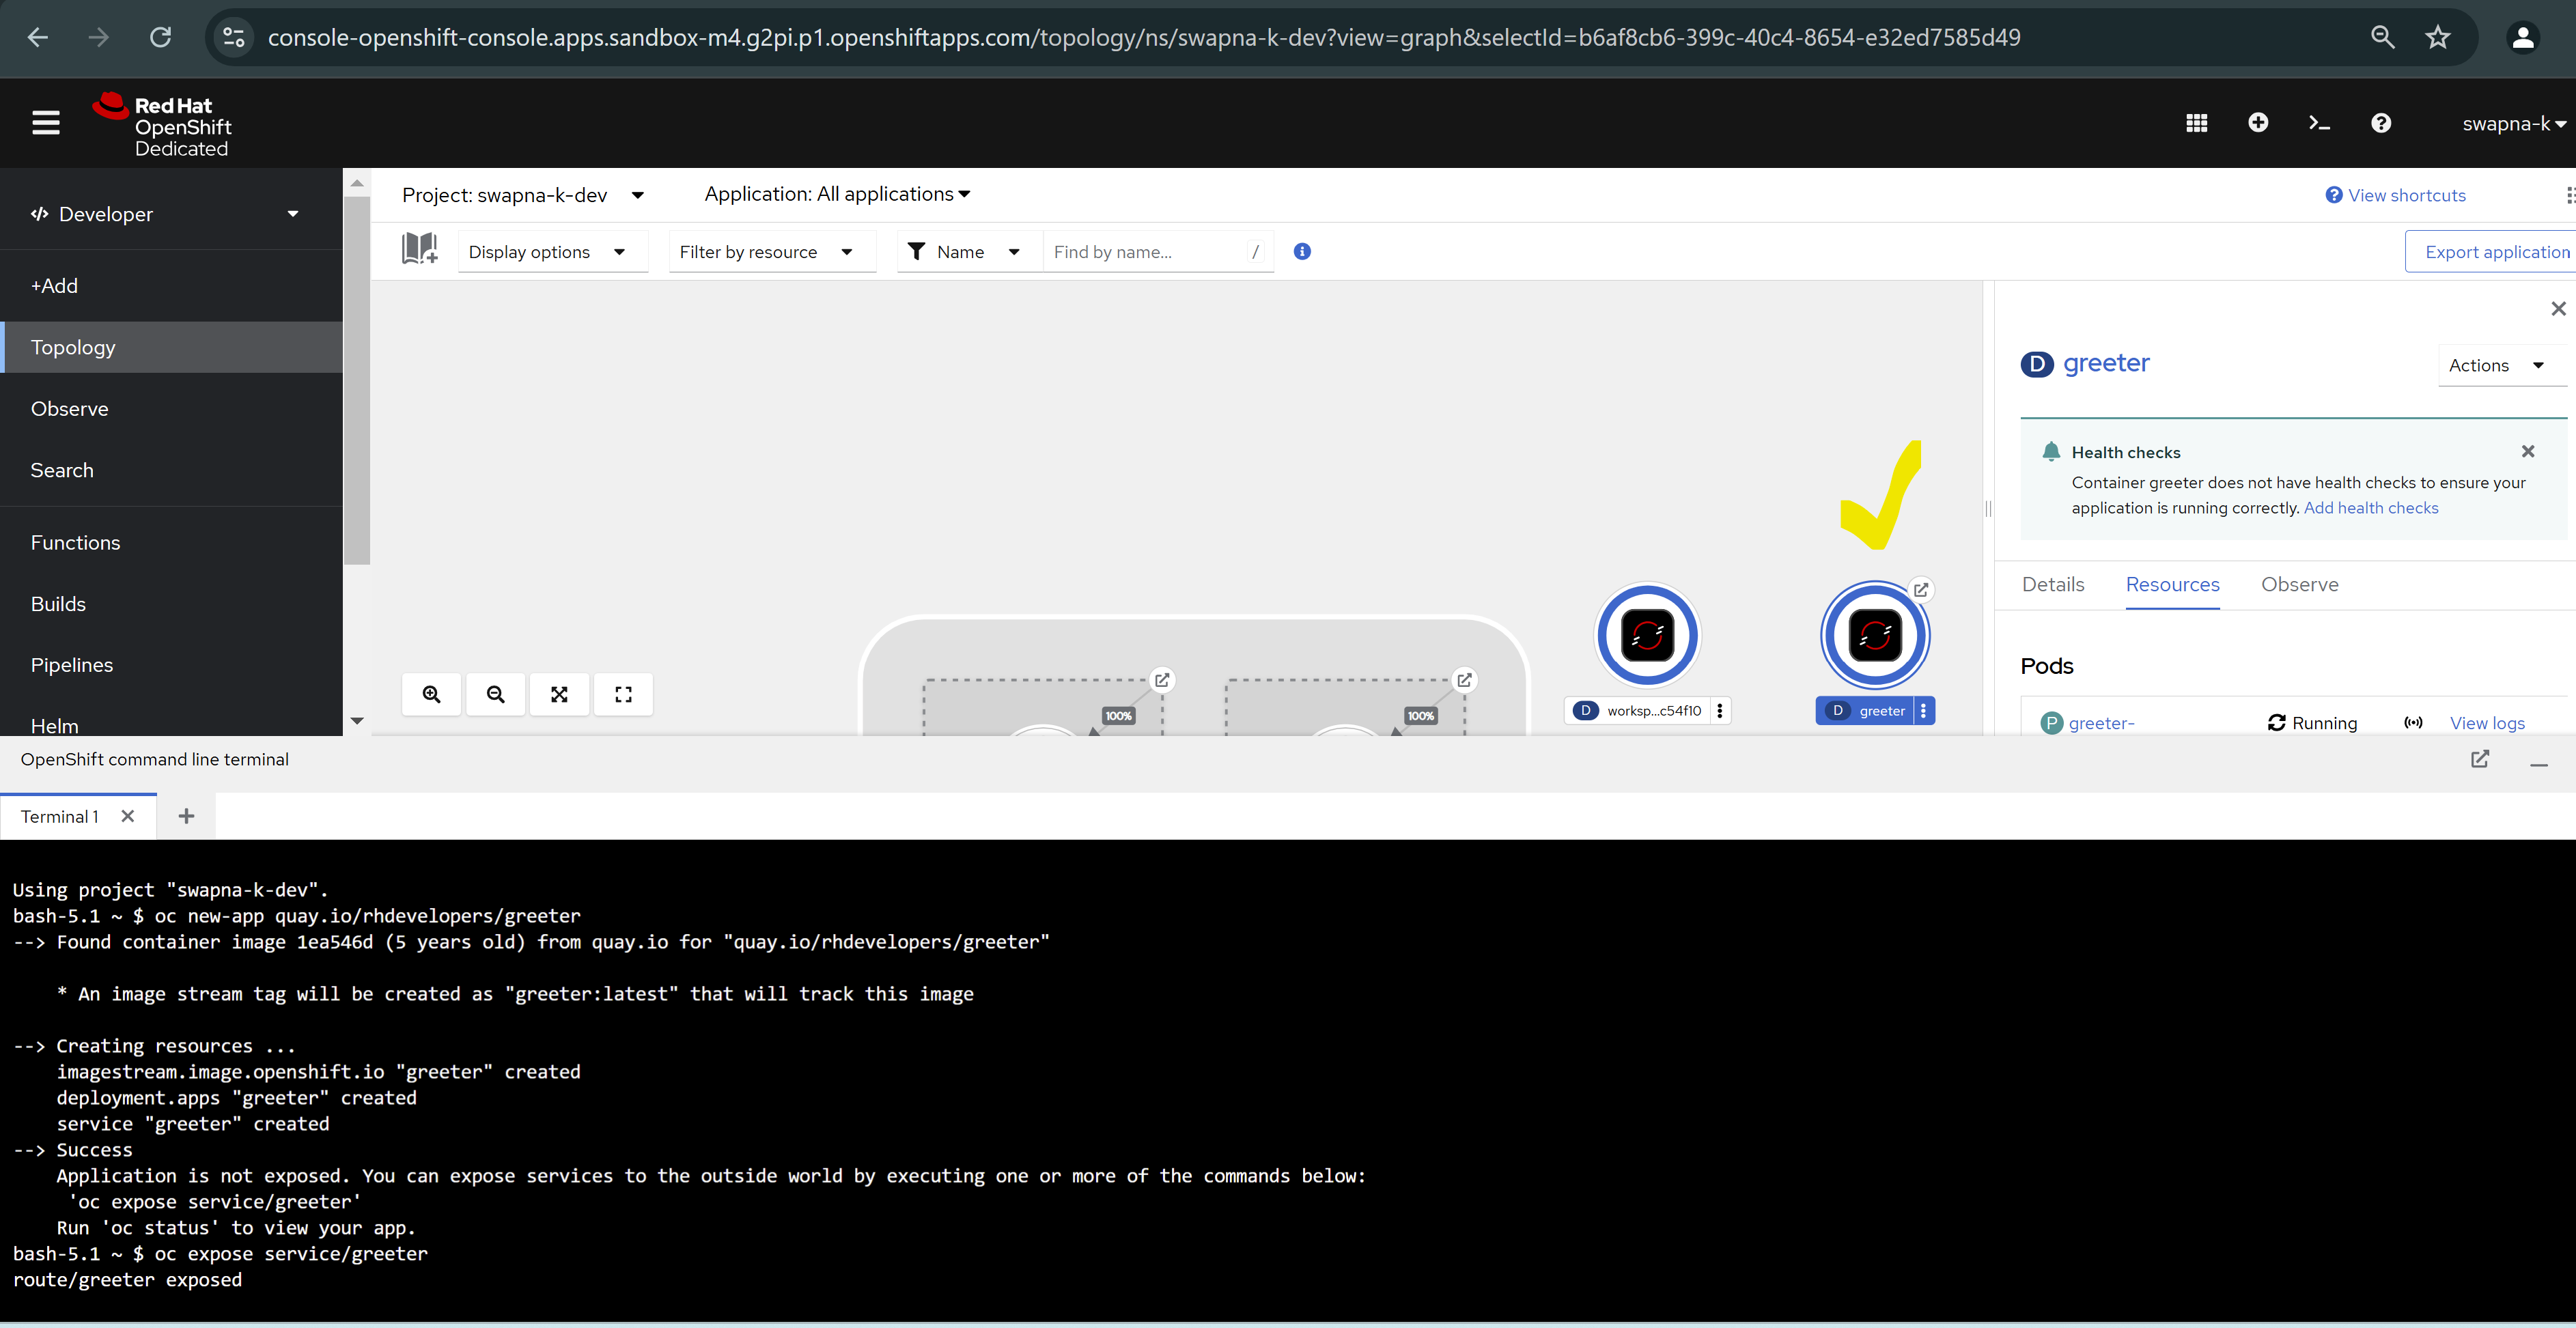 console-openshift-console.apps.sandbox-m4.g2pi.p1.openshiftapps.com/topology/ns/swapna-k-dev?view=graph&selectId=b6af8cb6-399c-40c4-8654-e32ed7585d49
Red Hat
OpenShift
Dedicated
swapna-k
Developer
+Add
Topology
Observe
Search
Functions
Builds
Pipelines
Helm
Project: swapna-k-dev
Application: All applications
View shortcuts
Display options
Filter by resource
Name
Find by name...
/
Export application
D greeter
Actions
Health checks
Container greeter does not have health checks to ensure your
application is running correctly. Add health checks
Details
Resources
Observe
Pods
P greeter-
Running
View logs
100%
100%
D worksp...c54f10
D greeter
OpenShift command line terminal
Terminal 1
Using project "swapna-k-dev".
bash-5.1 ~ $ oc new-app quay.io/rhdevelopers/greeter
--> Found container image 1ea546d (5 years old) from quay.io for "quay.io/rhdevelopers/greeter"
* An image stream tag will be created as "greeter:latest" that will track this image
--> Creating resources ...
imagestream.image.openshift.io "greeter" created
deployment.apps "greeter" created
service "greeter" created
--> Success
Application is not exposed. You can expose services to the outside world by executing one or more of the commands below:
'oc expose service/greeter'
Run 'oc status' to view your app.
bash-5.1 ~ $ oc expose service/greeter
route/greeter exposed